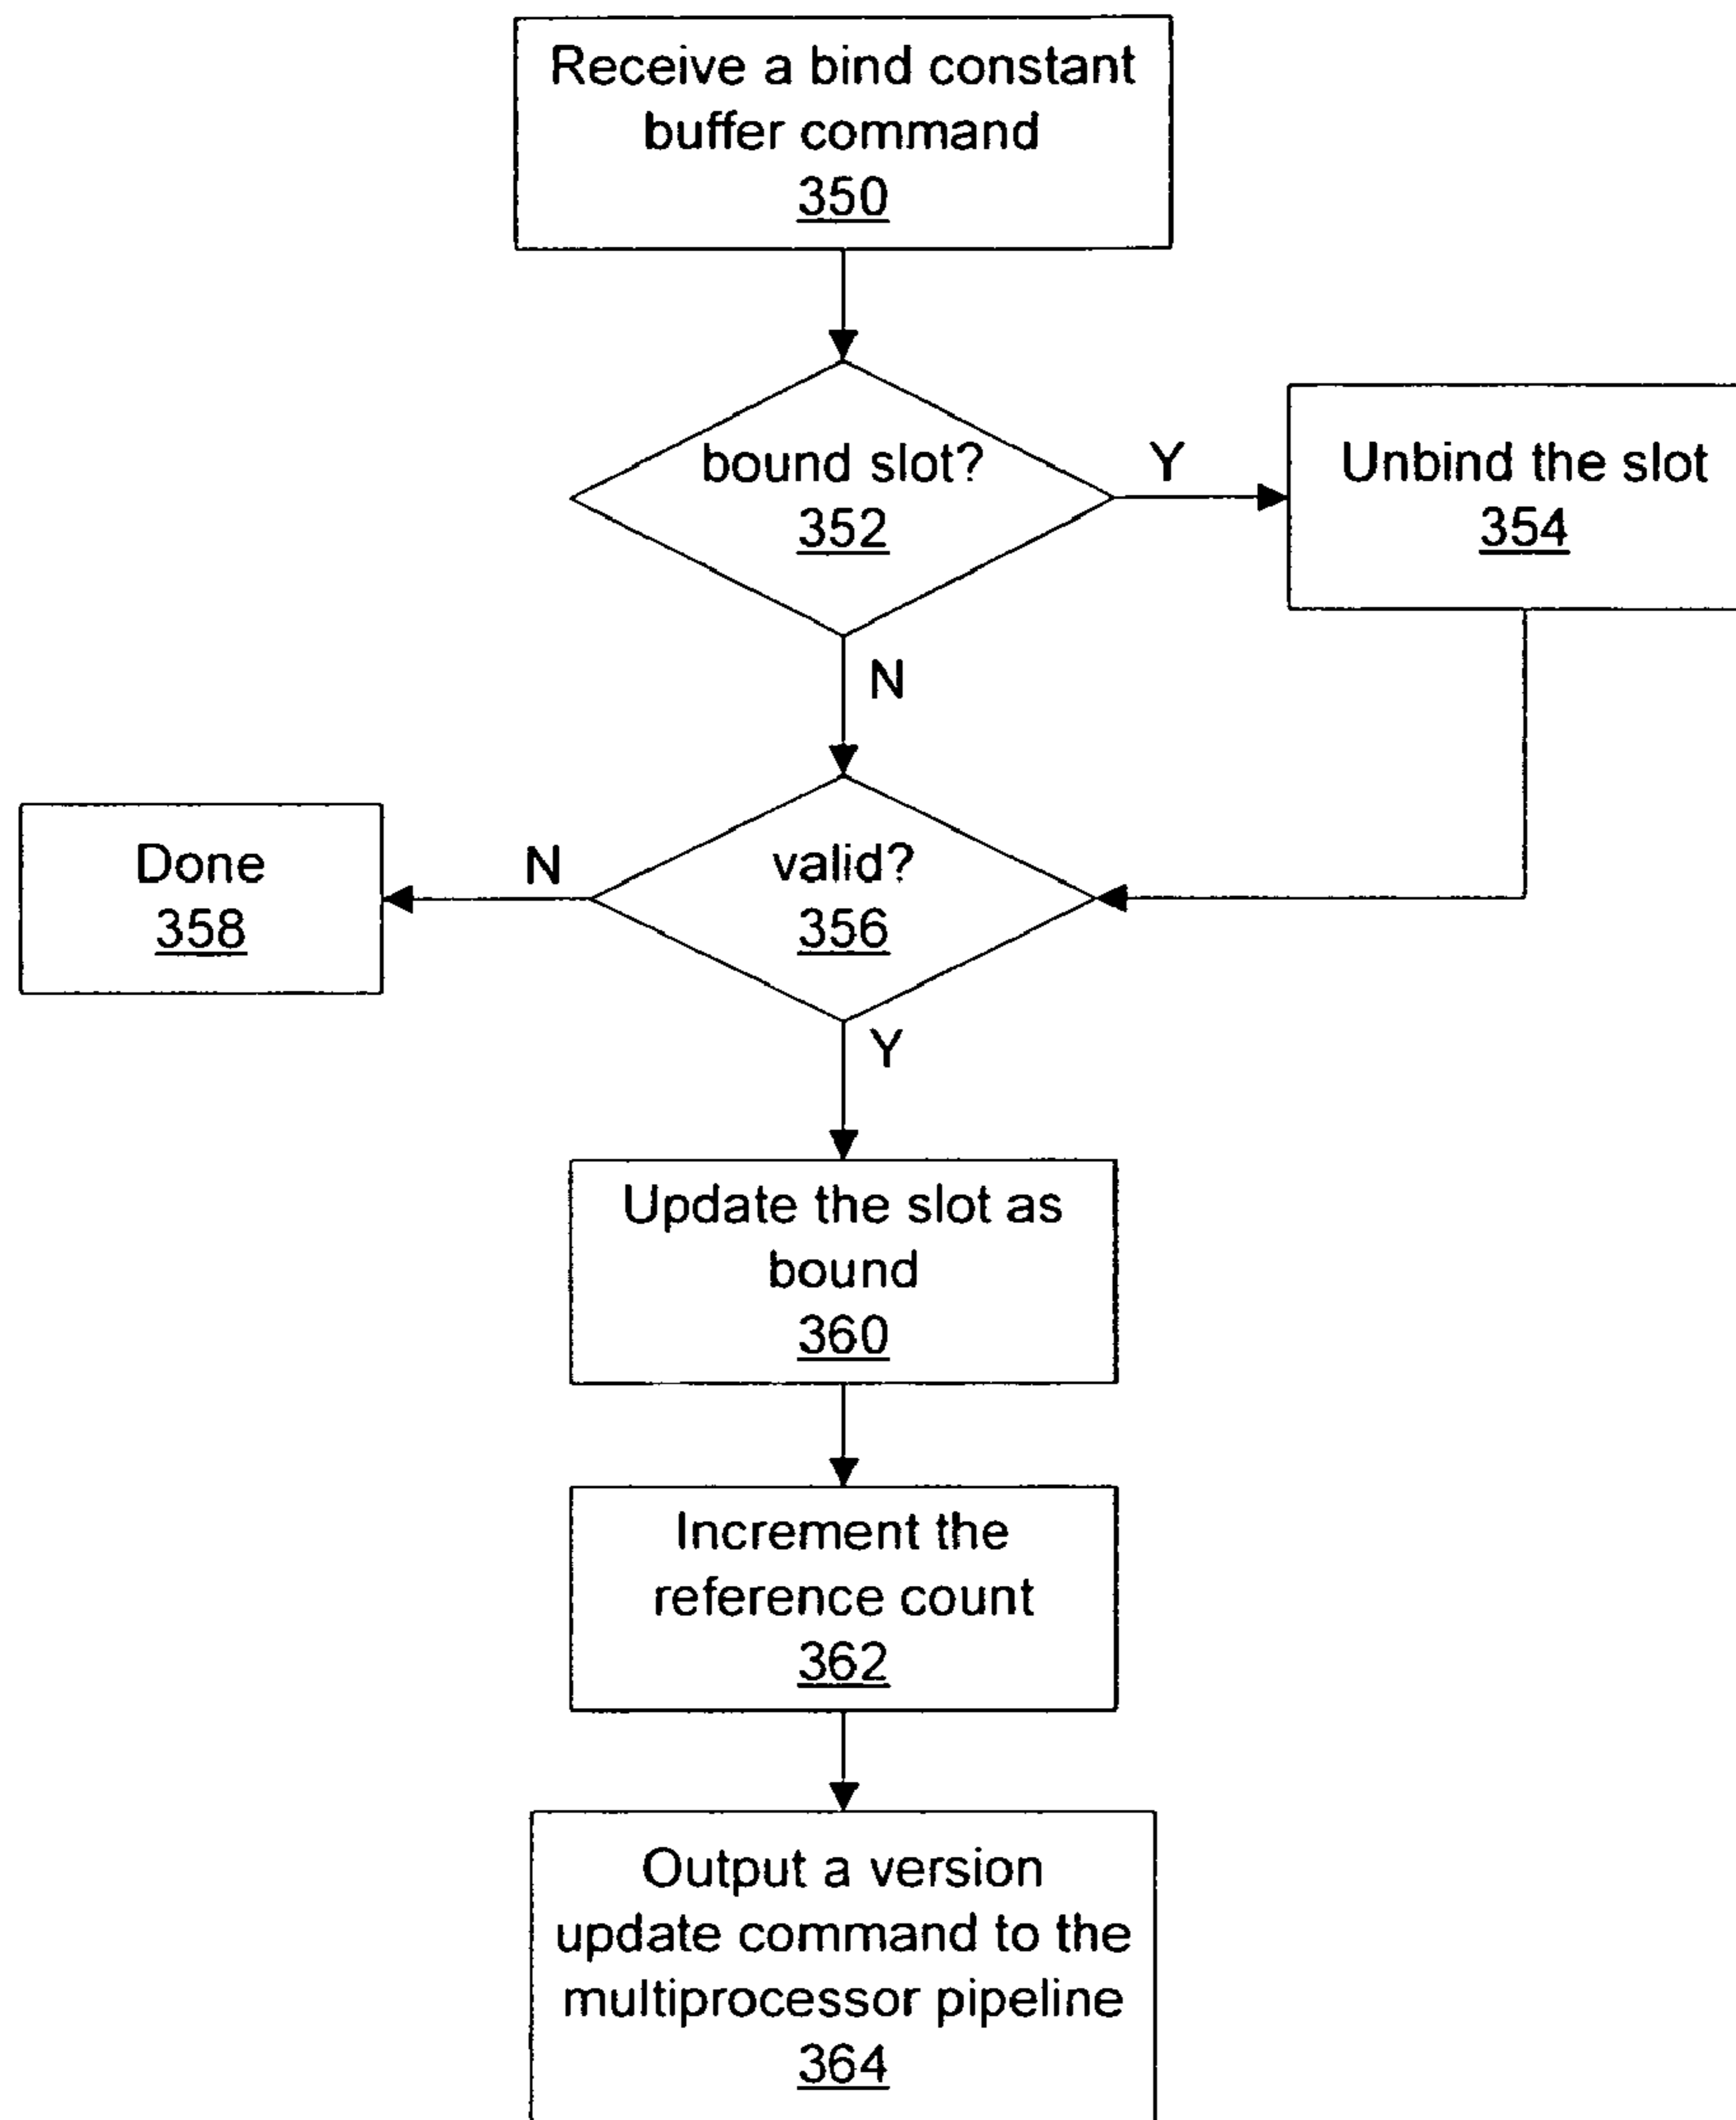 Receive a bind constant
buffer command
350
bound slot?
352
Y
Unbind the slot
354
N
valid?
356
N
Done
358
Y
Update the slot as
bound
360
Increment the
reference count
362
Output a version
update command to the
multiprocessor pipeline
364